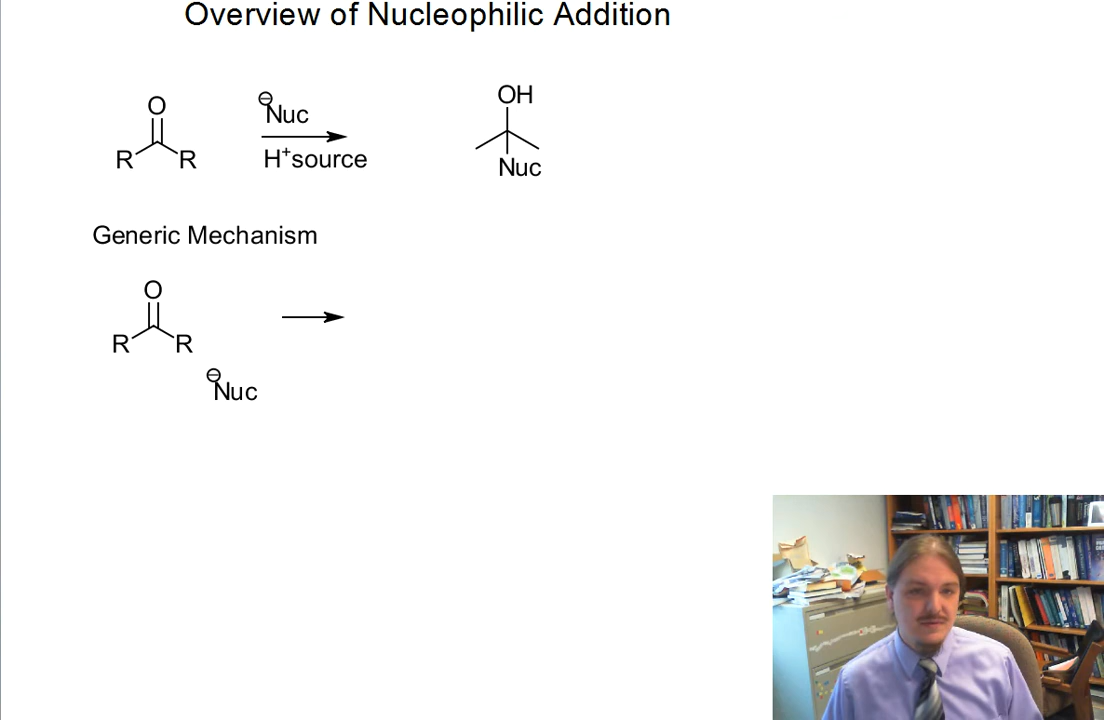 Overview of Nucleophilic Addition
O
R R
⊖Nuc
H⁺source
OH
Nuc
Generic Mechanism
O
R R
⊖Nuc